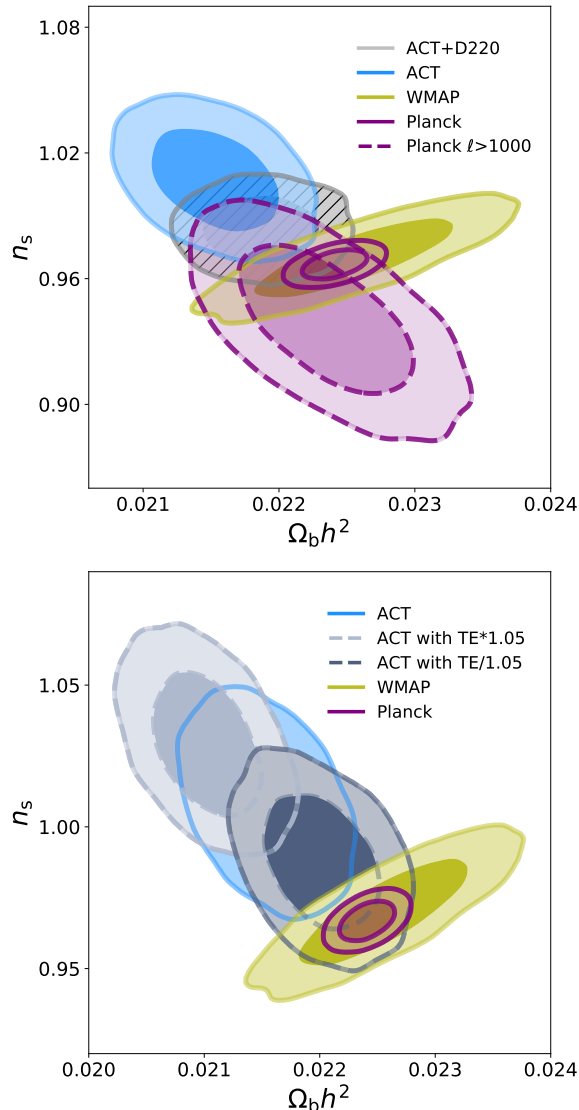 1.08
1.02
0.96
0.90
n_s
ACT+D220
ACT
WMAP
Planck
Planck ℓ>1000
0.021 0.022 0.023 0.024
Ω_b h²
1.05
1.00
0.95
n_s
ACT
ACT with TE*1.05
ACT with TE/1.05
WMAP
Planck
0.020 0.021 0.022 0.023 0.024
Ω_b h²